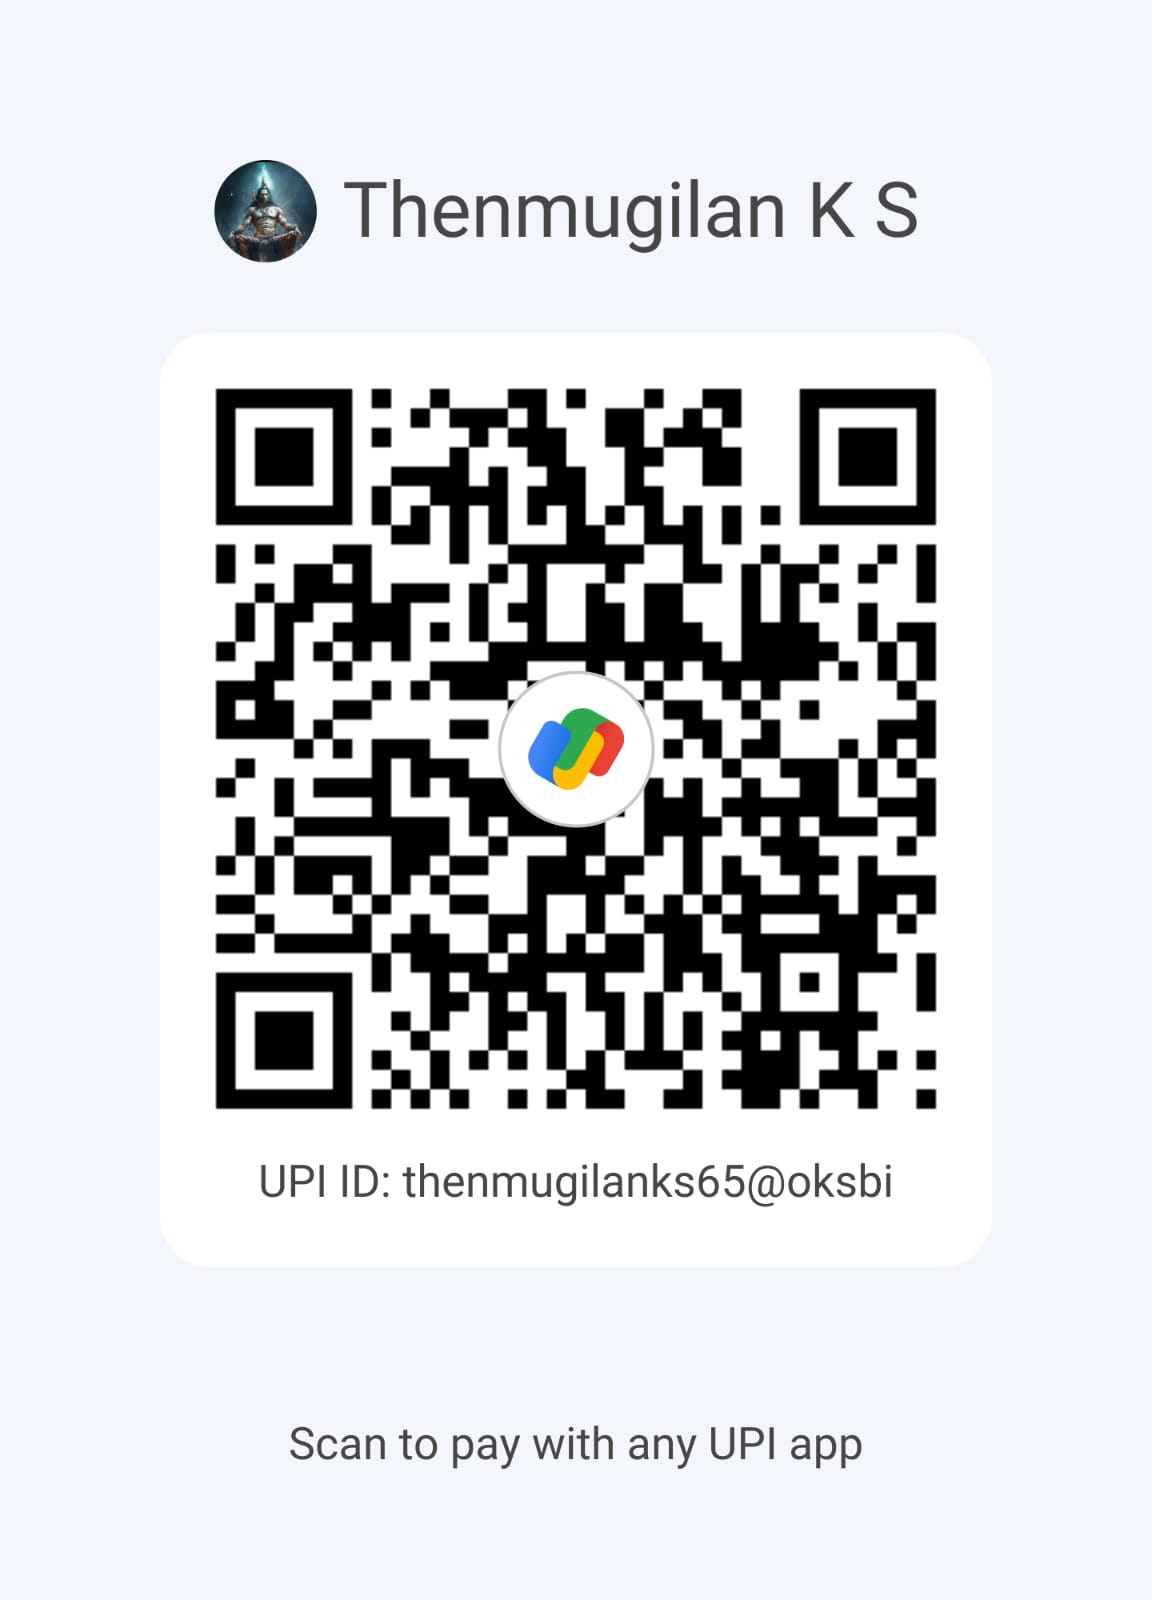 Thenmugilan K S
UPI ID: thenmugilanks65@oksbi
Scan to pay with any UPI app